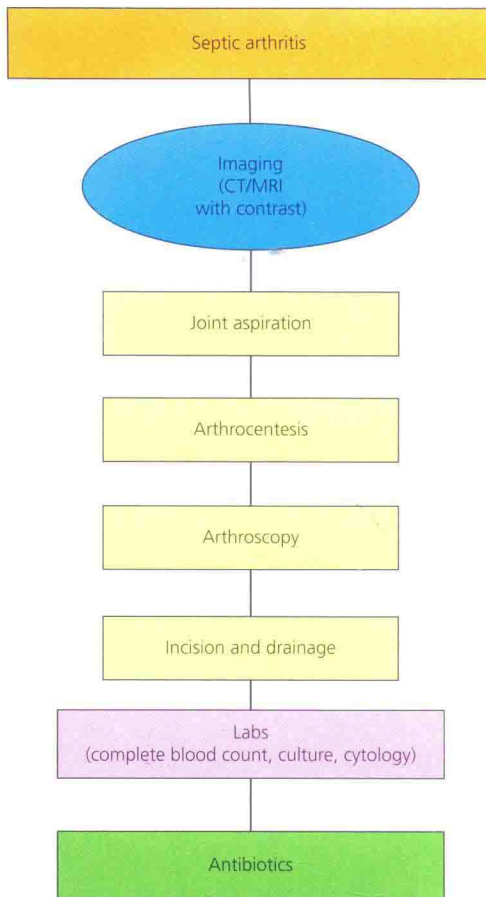 Septic arthritis
Imaging
(CT/MRI
with contrast)
Joint aspiration
Arthrocentesis
Arthroscopy
Incision and drainage
Labs
(complete blood count, culture, cytology)
Antibiotics